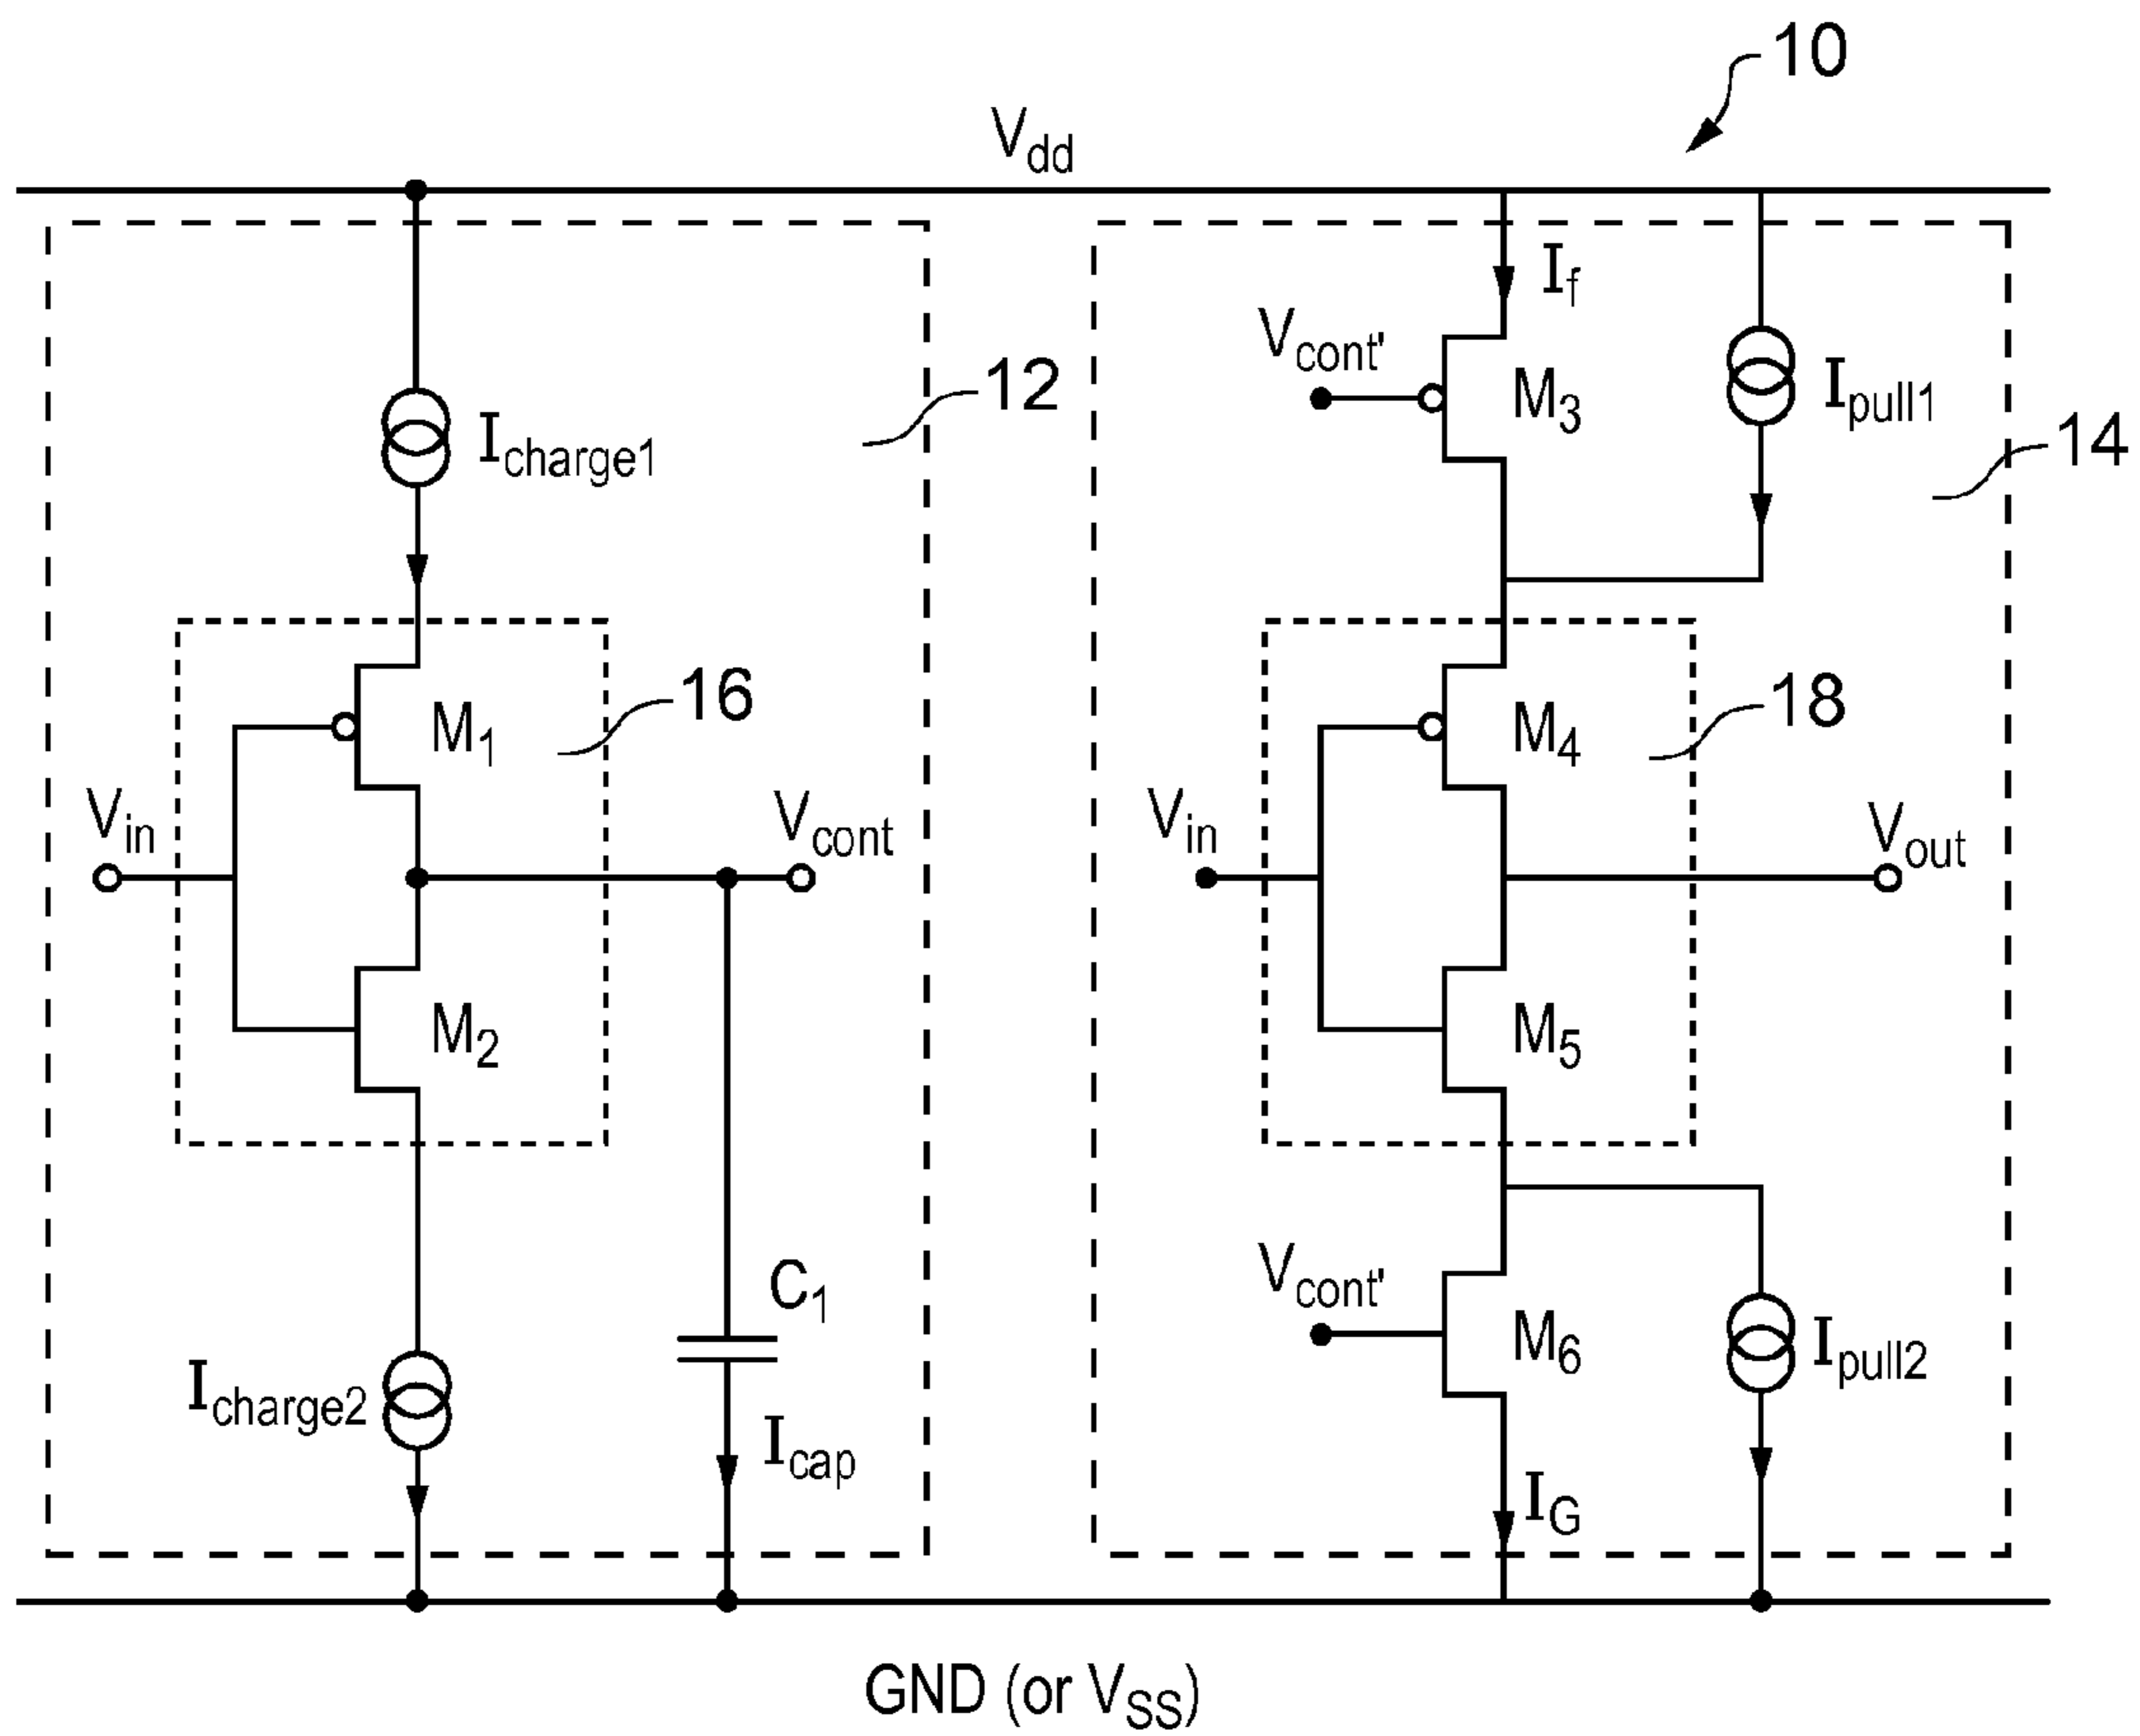 10
Vdd
If
Vcont'
M3
Ipull1
12
Icharge1
14
16
M1
18
M4
Vin
Vcont
Vin
Vout
M2
M5
C1
Vcont'
M6
Ipull2
Icharge2
Icap
IG
GND (or VSS)